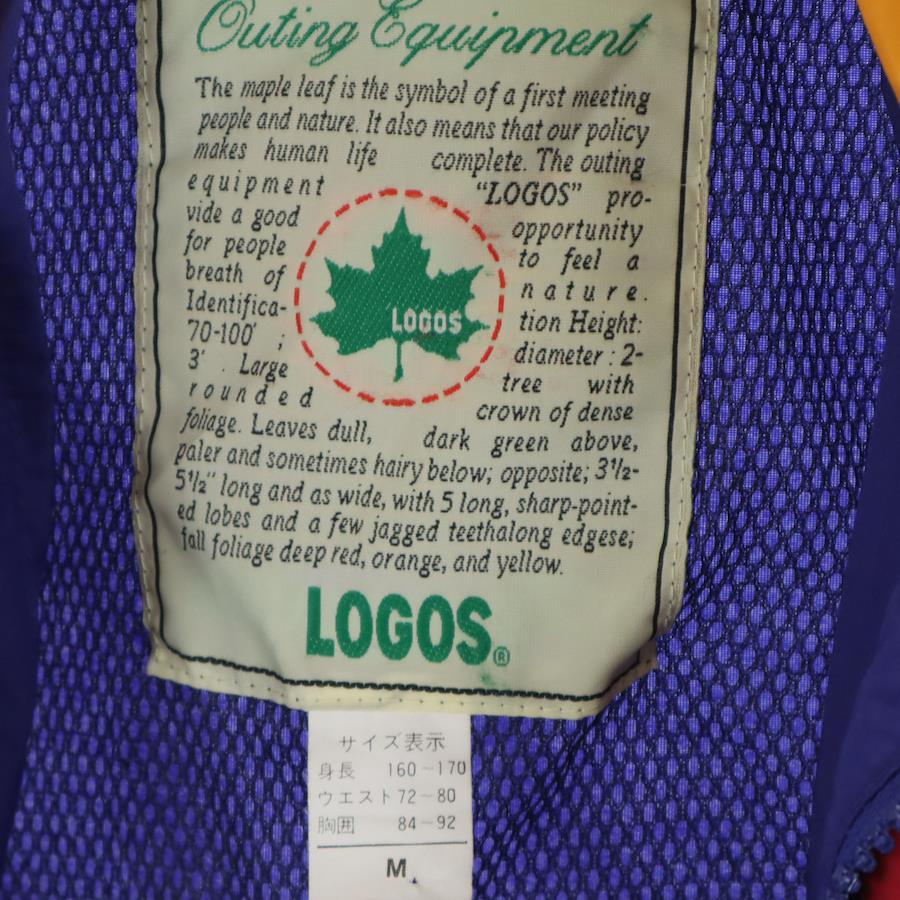 Outing Equipment
The maple leaf is the symbol of a first meeting
people and nature. It also means that our policy
makes human life complete. The outing
equipment "LOGOS" pro-
vide a good opportunity
for people to feel a
breath of nature.
Identifica- tion Height:
70-100' ; diameter : 2-
3' . Large tree with
rounded crown of dense
foliage. Leaves dull, dark green above,
paler and sometimes hairy below; opposite; 3½-
5½" long and as wide, with 5 long, sharp-point-
ed lobes and a few jagged teethalong edgese;
fall foliage deep red, orange, and yellow.
LOGOS
LOGOS®
サイズ表示
身長 160～170
ウエスト 72～80
胸囲 84～92
M